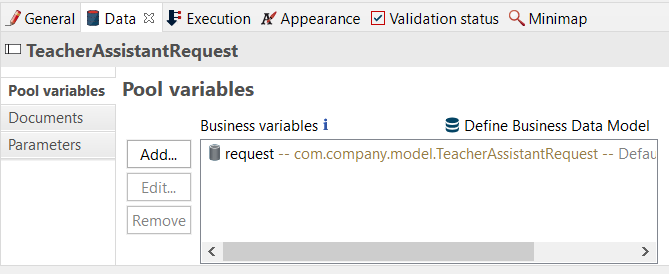 General Data Execution Appearance Validation status Minimap
TeacherAssistantRequest
Pool variables
Documents
Parameters
Pool variables
Business variables Define Business Data Model
Add...
Edit...
Remove
request -- com.company.model.TeacherAssistantRequest -- Defau